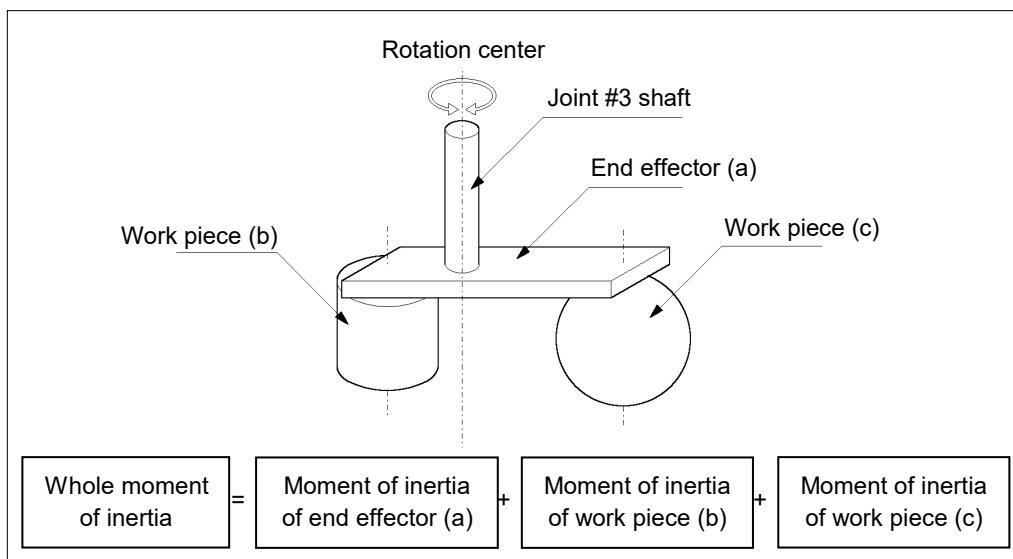 Rotation center
Joint #3 shaft
End effector (a)
Work piece (b)
Work piece (c)
Whole moment
of inertia
=
Moment of inertia
of end effector (a)
+
Moment of inertia
of work piece (b)
+
Moment of inertia
of work piece (c)